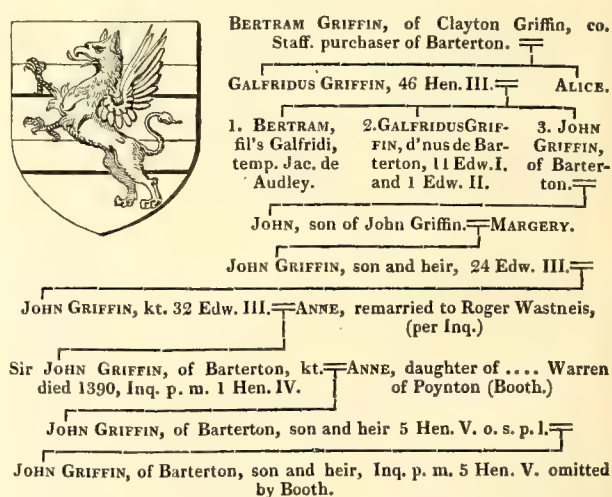 BERTRAM GRIFFIN, of Clayton Griffin, co.
Staff. purchaser of Barterton.
GALFRIDUS GRIFFIN, 46 Hen. III. ALICE.
1. BERTRAM,
fil's Galfridi,
temp. Jac. de
Audley.
2. GALFRIDUS GRIF-
FIN, d'nus de Bar-
terton, 11 Edw. I.
and 1 Edw. II.
3. JOHN
GRIFFIN,
of Barter-
ton.
JOHN, son of John Griffin. MARGERY.
JOHN GRIFFIN, son and heir, 24 Edw. III.
JOHN GRIFFIN, kt. 32 Edw. III. ANNE, remarried to Roger Wastneis,
(per Inq.)
Sir JOHN GRIFFIN, of Barterton, kt.
died 1390, Inq. p. m. 1 Hen. IV.
ANNE, daughter of .... Warren
of Poynton (Booth.)
JOHN GRIFFIN, of Barterton, son and heir 5 Hen. V. o. s. p. l.
JOHN GRIFFIN, of Barterton, son and heir, Inq. p. m. 5 Hen. V. omitted
by Booth.